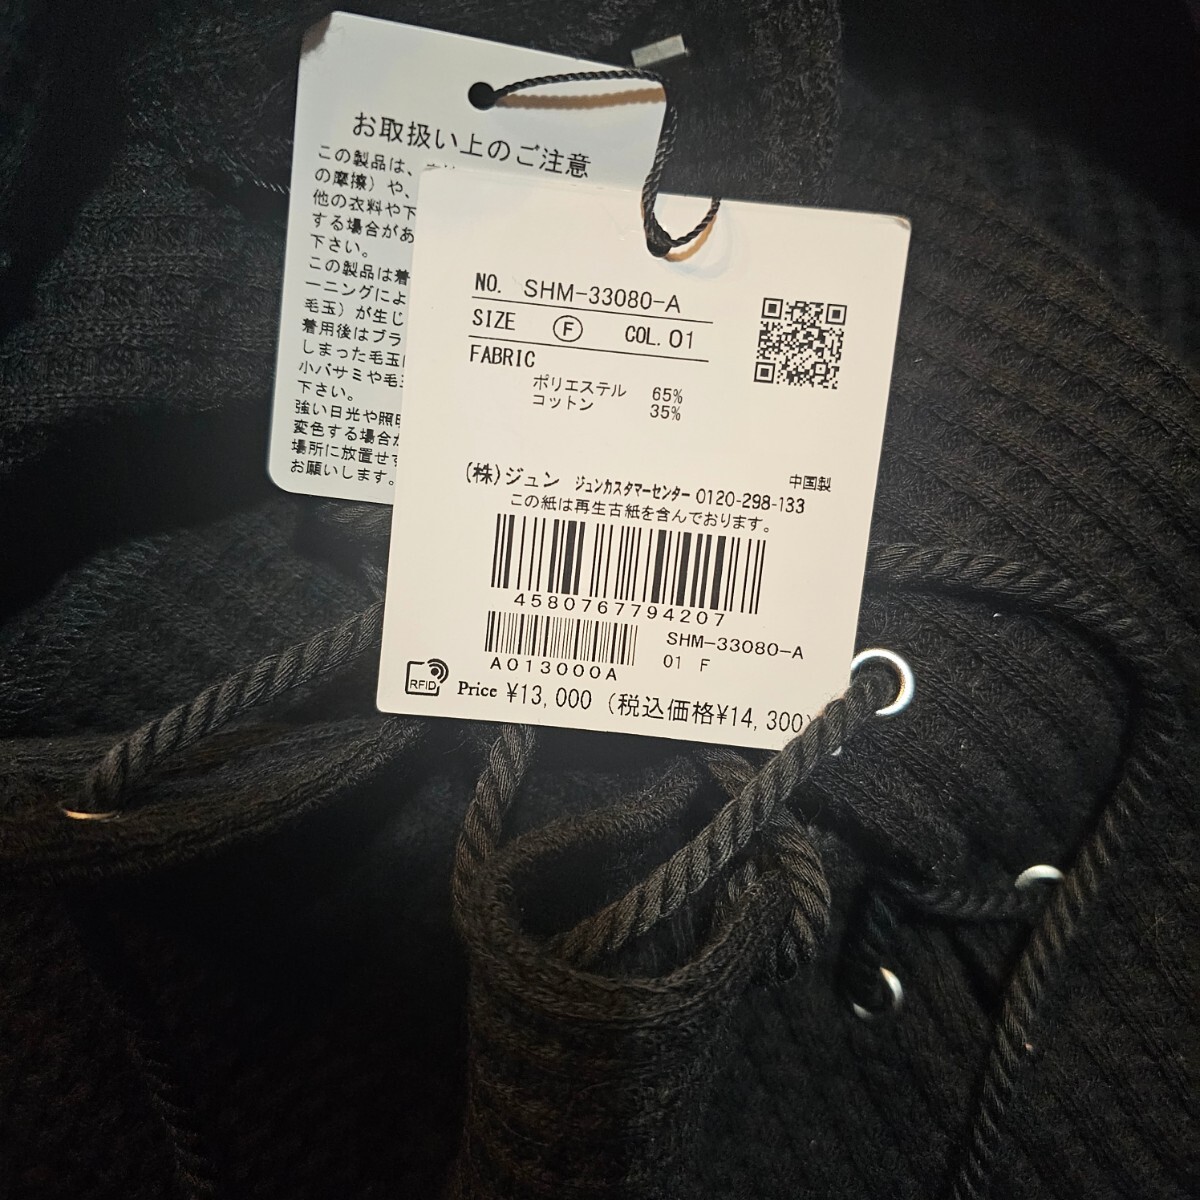 お取扱い上のご注意
この製品は、
の摩擦）や、
他の衣料や下
する場合があ
下さい。
この製品は着
ーニングによ
毛玉）が生じ
着用後はブラ
しまった毛玉
小バサミや毛
下さい。
強い日光や照明
変色する場合が
場所に放置せず
お願いします。
NO. SHM-33080-A
SIZE Ⓕ COL. 01
FABRIC
ポリエステル 65%
コットン 35%
中国製
(株)ジュン ジュンカスタマーセンター 0120-298-133
この紙は再生古紙を含んでおります。
4580767794207
SHM-33080-A
01 F
A013000A
RFID Price ¥13,000 (税込価格¥14,300)